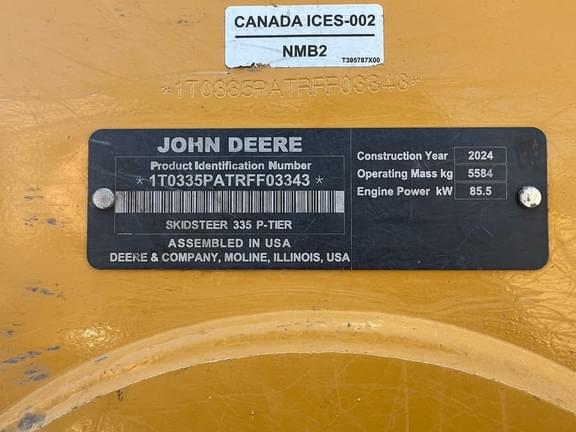 CANADA ICES-002
NMB2
T395787X00
*1T0335PATRFF03343*
JOHN DEERE
Product Identification Number
*1T0335PATRFF03343*
SKIDSTEER 335 P-TIER
ASSEMBLED IN USA
DEERE & COMPANY, MOLINE, ILLINOIS, USA
Construction Year 2024
Operating Mass kg 5584
Engine Power kW 85.5